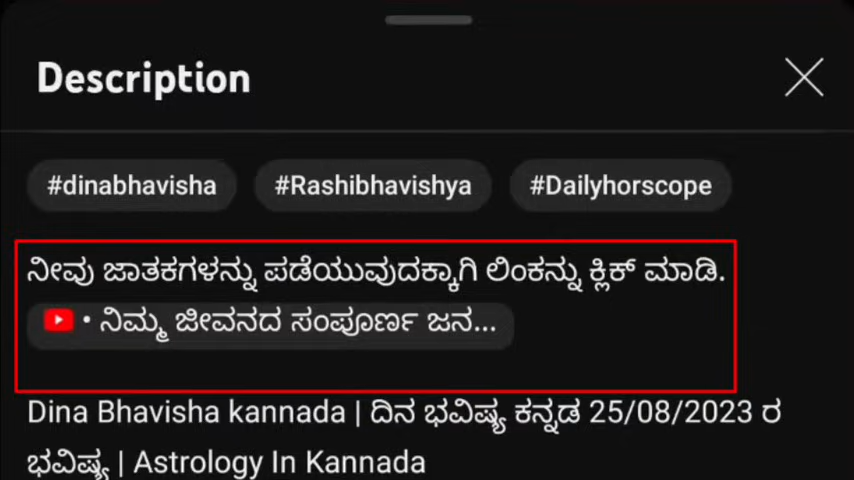 Description
#dinabhavisha #Rashibhavishya #Dailyhorscope
ನೀವು ಜಾತಕಗಳನ್ನು ಪಡೆಯುವುದಕ್ಕಾಗಿ ಲಿಂಕನ್ನು ಕ್ಲಿಕ್ ಮಾಡಿ.
• ನಿಮ್ಮ ಜೀವನದ ಸಂಪೂರ್ಣ ಜನ...
Dina Bhavisha kannada | ದಿನ ಭವಿಷ್ಯ ಕನ್ನಡ 25/08/2023 ರ
ಭವಿಷ್ಯ | Astrology In Kannada